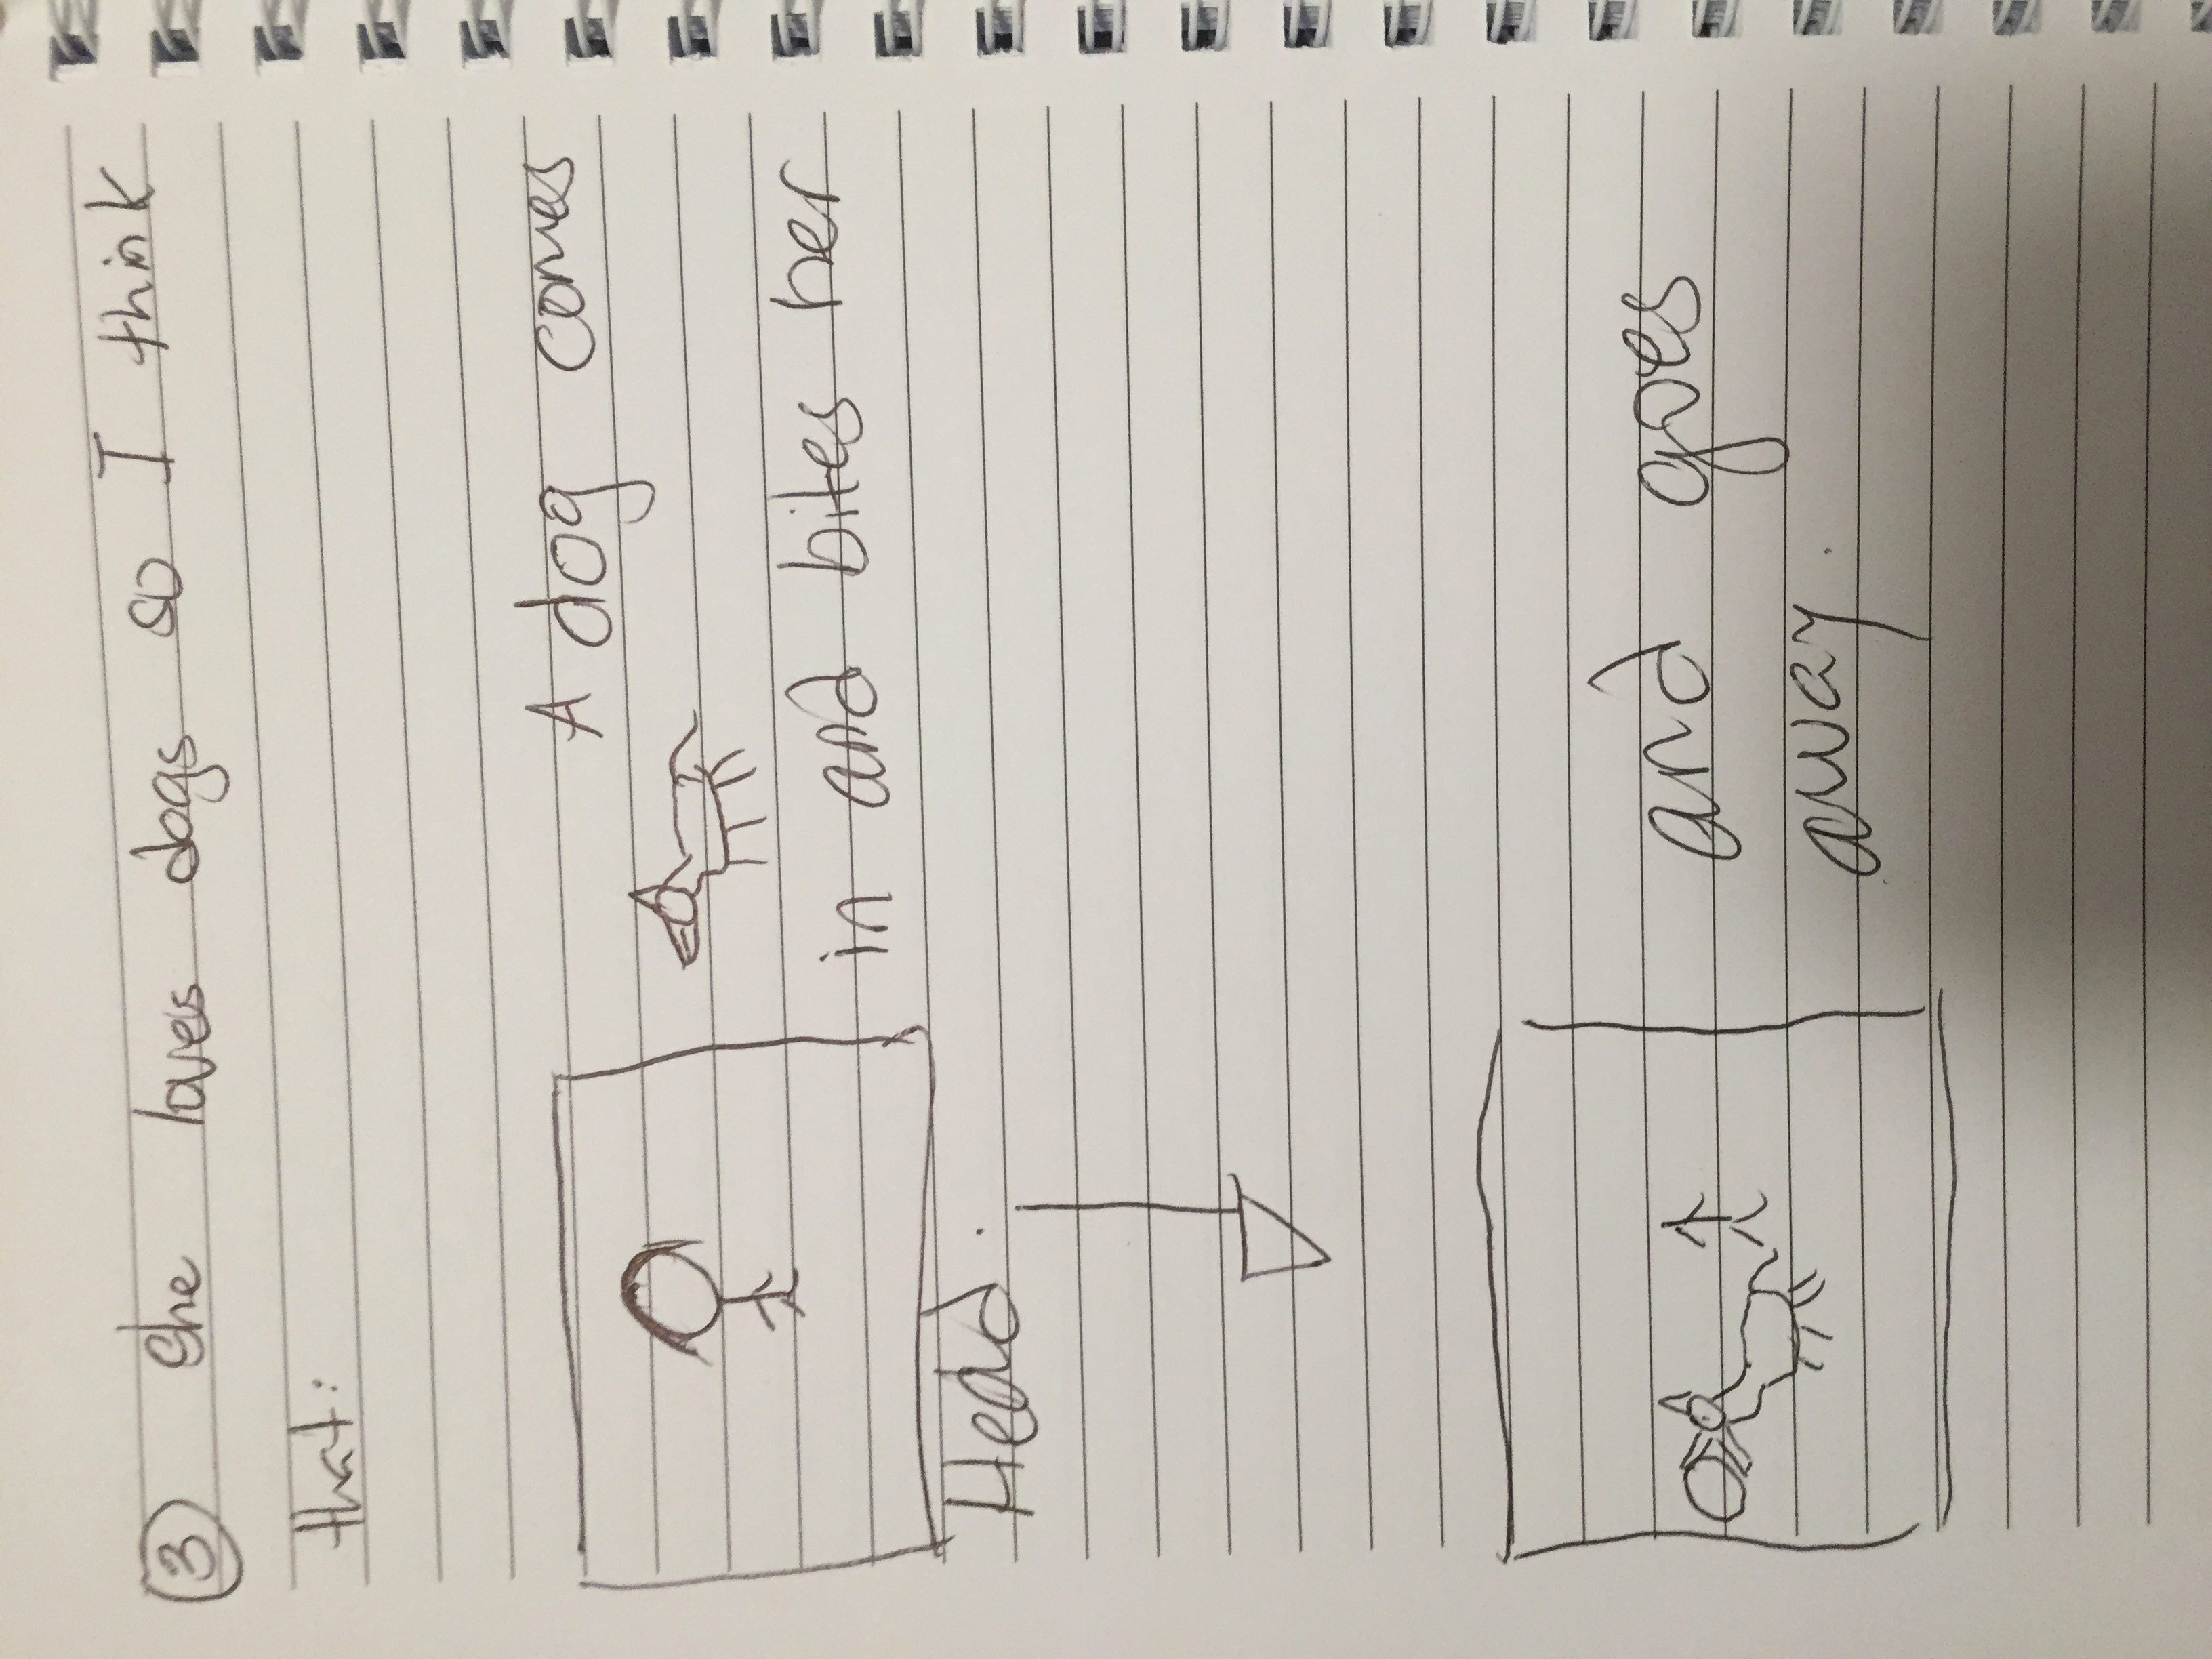 ③ She loves dogs so I think
that:
A dog comes
in and bites her
Head.
and goes
away.